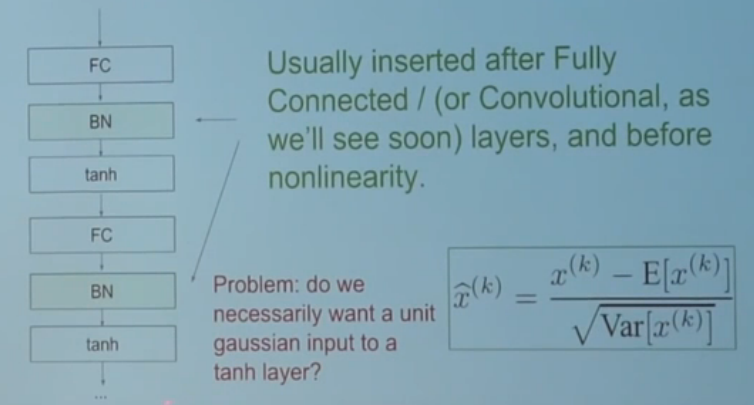 FC
BN
tanh
FC
BN
tanh
...
Usually inserted after Fully
Connected / (or Convolutional, as
we'll see soon) layers, and before
nonlinearity.
Problem: do we
necessarily want a unit
gaussian input to a
tanh layer?
x̂^(k) = (x^(k) − E[x^(k)]) / √Var[x^(k)]